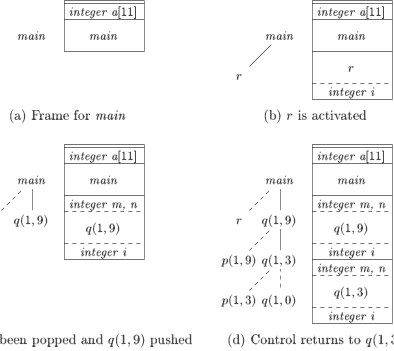 integer a[11]
main
main
(a) Frame for main
integer a[11]
main
main
r
r
integer i
(b) r is activated
integer a[11]
main
main
integer m, n
q(1,9)
q(1,9)
integer i
been popped and q(1,9) pushed
integer a[11]
main
main
integer m, n
r
q(1,9)
q(1,9)
integer i
p(1,9)
q(1,3)
integer m, n
q(1,3)
p(1,3)
q(1,0)
integer i
(d) Control returns to q(1,3